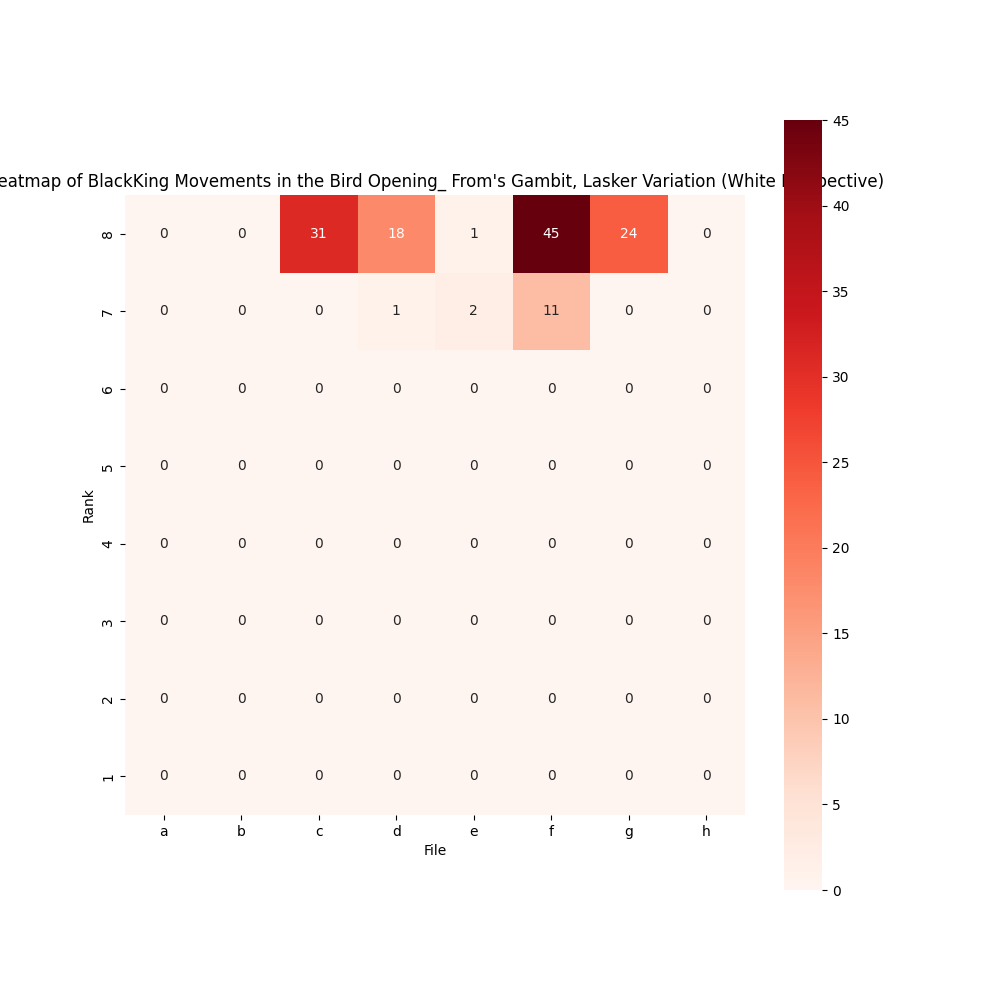 45
eatmap of BlackKing Movements in the Bird Opening_ From's Gambit, Lasker Variation (White pective)
40
8 0 0 31 18 1 45 24 0
35
7 0 0 0 1 2 11 0 0
30
6 0 0 0 0 0 0 0 0
25
5 0 0 0 0 0 0 0 0
Rank
20
4 0 0 0 0 0 0 0 0
15
3 0 0 0 0 0 0 0 0
10
2 0 0 0 0 0 0 0 0
5
1 0 0 0 0 0 0 0 0
a b c d e f g h
File
0